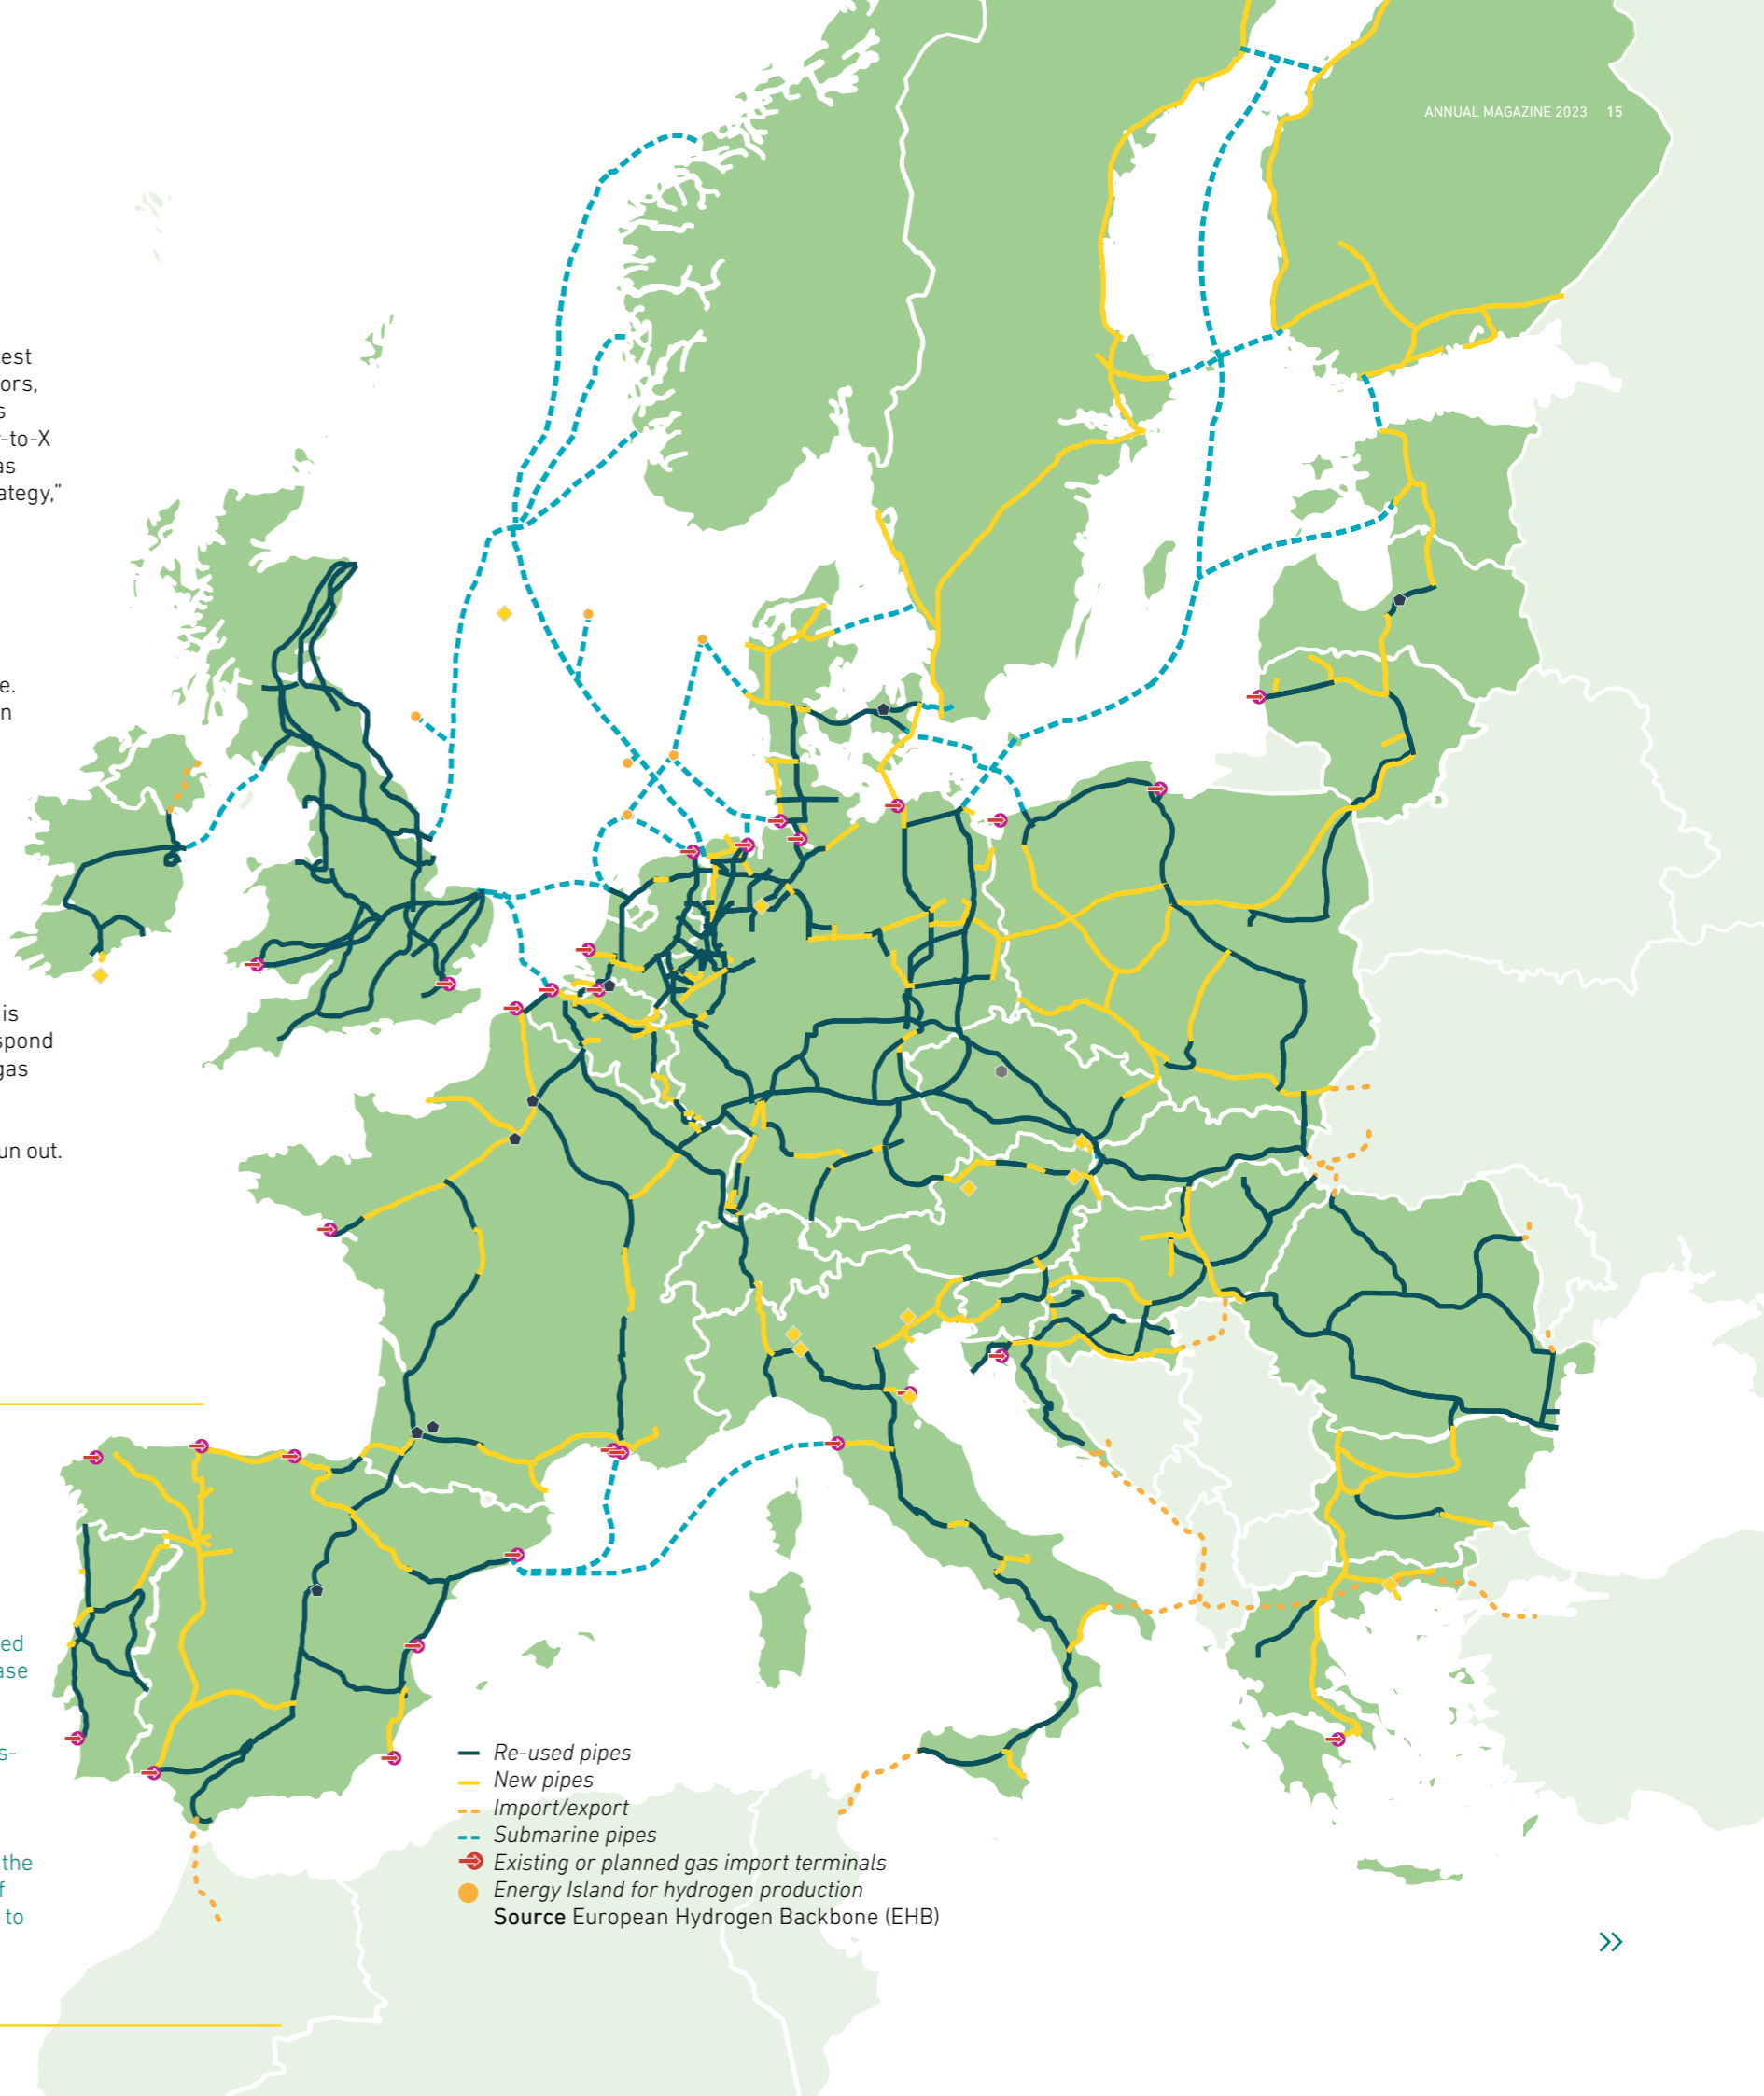 ANNUAL MAGAZINE 2023 15
est
ors,
s
-to-X
as
ategy,”
e.
n
is
spond
gas
un out.
ed
ase
s-
the
f
to
Re-used pipes
New pipes
Import/export
Submarine pipes
Existing or planned gas import terminals
Energy Island for hydrogen production
Source European Hydrogen Backbone (EHB)
>>